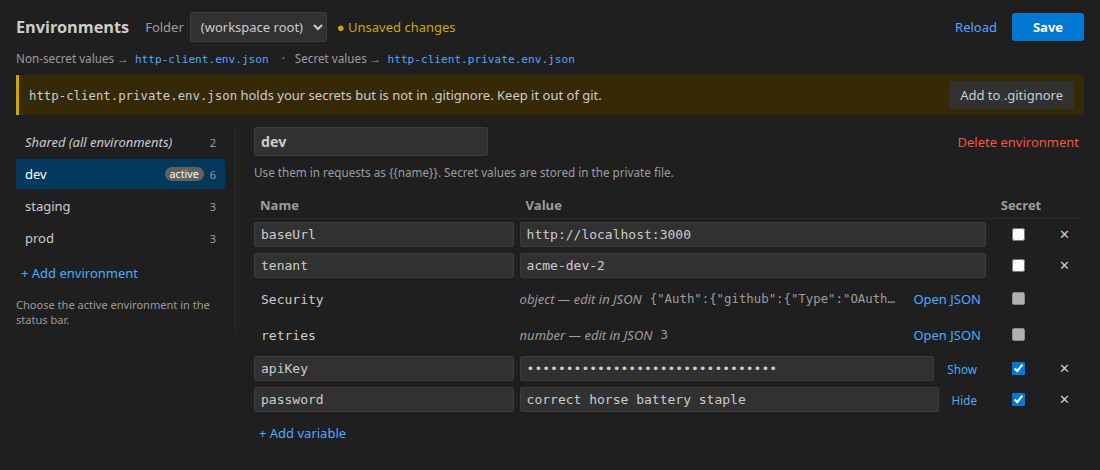 Environments Folder (workspace root) ● Unsaved changes Reload Save
Non-secret values → http-client.env.json · Secret values → http-client.private.env.json
http-client.private.env.json holds your secrets but is not in .gitignore. Keep it out of git. Add to .gitignore
Shared (all environments) 2
dev active 6
staging 3
prod 3
+ Add environment
Choose the active environment in the
status bar.
dev Delete environment
Use them in requests as {{name}}. Secret values are stored in the private file.
Name Value Secret
baseUrl http://localhost:3000 ✕
tenant acme-dev-2 ✕
Security object — edit in JSON {"Auth":{"github":{"Type":"OAuth… Open JSON
retries number — edit in JSON 3 Open JSON
apiKey •••••••••••••••••••••••••••••••• Show ✕
password correct horse battery staple Hide ✕
+ Add variable